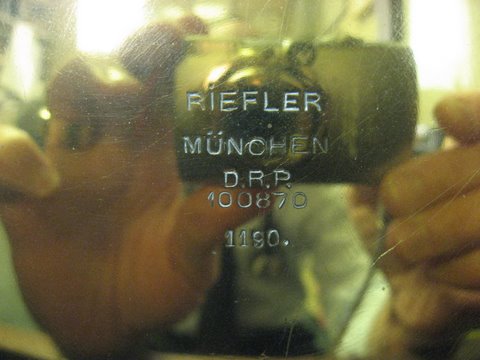 RIEFLER
MÜNCHEN
D.R.P.
100870
1190.